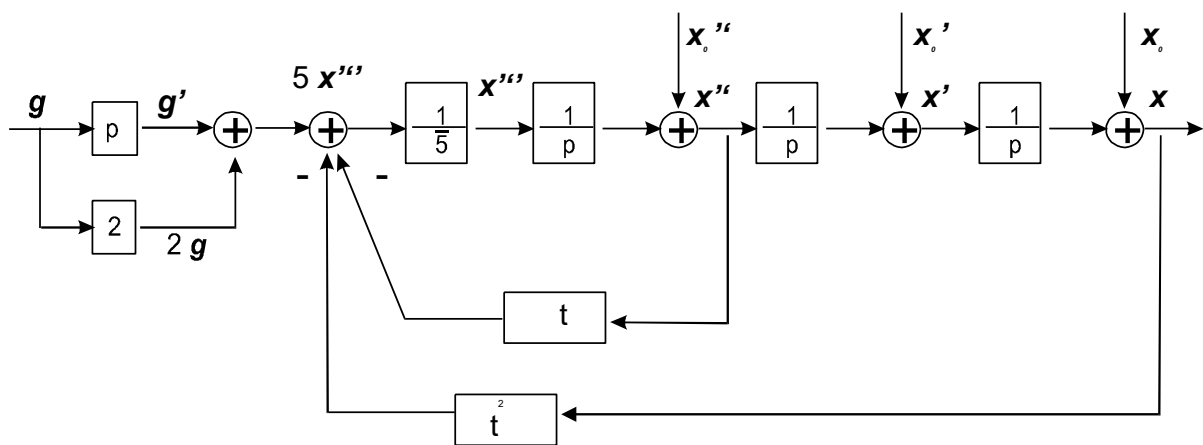 x₀’‘ x₀’ x₀
5 x’‘’ x’‘’ x’‘ x’ x
g g’
p + + 1/5 1/p + 1/p + 1/p +
- -
2
2 g
t
t²